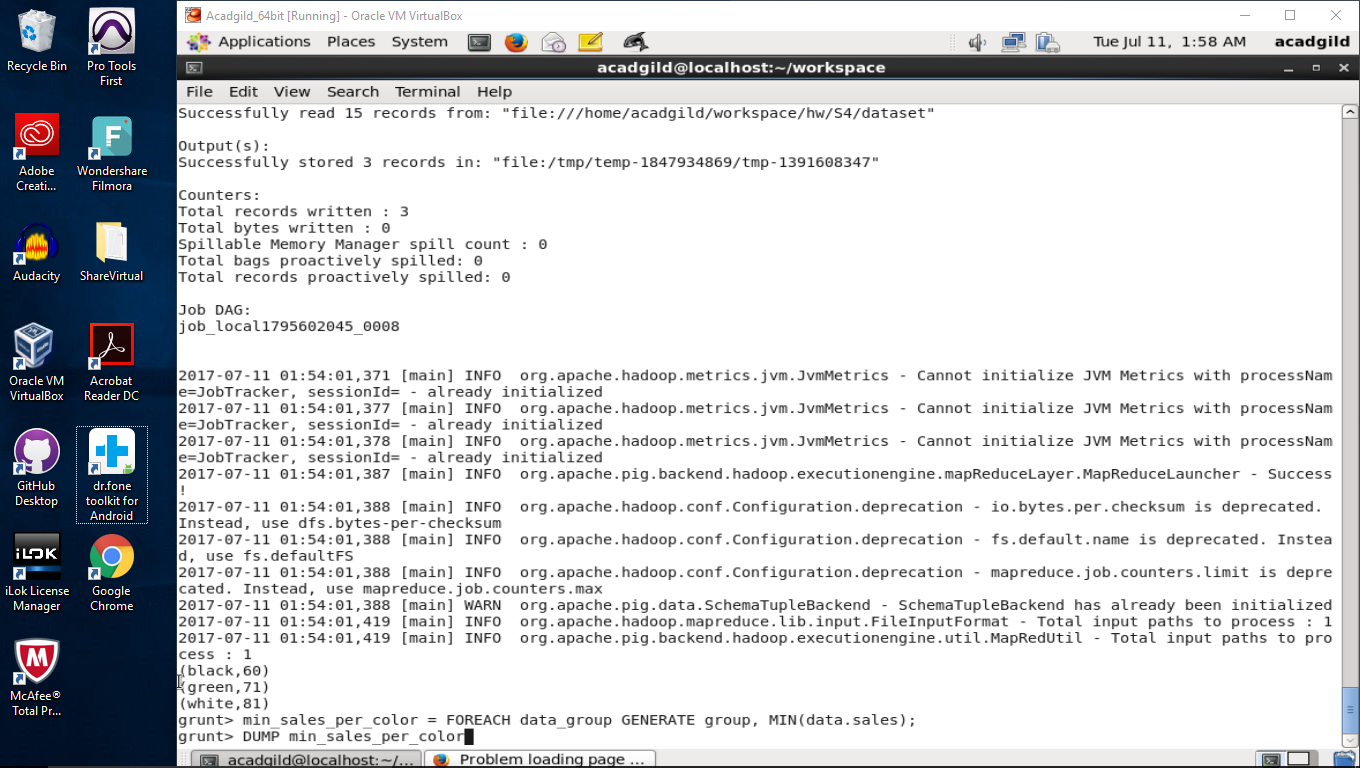 Recycle Bin
Pro Tools
First
Adobe
Creati...
Wondershare
Filmora
Audacity
ShareVirtual
Oracle VM
VirtualBox
Acrobat
Reader DC
GitHub
Desktop
dr.fone
toolkit for
Android
iLOK
iLok License
Manager
Google
Chrome
McAfee®
Total Pr...
Acadgild_64bit [Running] - Oracle VM VirtualBox
Applications Places System Tue Jul 11, 1:58 AM acadgild
acadgild@localhost:~/workspace
File Edit View Search Terminal Help
Successfully read 15 records from: "file:///home/acadgild/workspace/hw/S4/dataset"
Output(s):
Successfully stored 3 records in: "file:/tmp/temp-1847934869/tmp-1391608347"
Counters:
Total records written : 3
Total bytes written : 0
Spillable Memory Manager spill count : 0
Total bags proactively spilled: 0
Total records proactively spilled: 0
Job DAG:
job_local1795602045_0008
2017-07-11 01:54:01,371 [main] INFO  org.apache.hadoop.metrics.jvm.JvmMetrics - Cannot initialize JVM Metrics with processNam
e=JobTracker, sessionId= - already initialized
2017-07-11 01:54:01,377 [main] INFO  org.apache.hadoop.metrics.jvm.JvmMetrics - Cannot initialize JVM Metrics with processNam
e=JobTracker, sessionId= - already initialized
2017-07-11 01:54:01,378 [main] INFO  org.apache.hadoop.metrics.jvm.JvmMetrics - Cannot initialize JVM Metrics with processNam
e=JobTracker, sessionId= - already initialized
2017-07-11 01:54:01,387 [main] INFO  org.apache.pig.backend.hadoop.executionengine.mapReduceLayer.MapReduceLauncher - Success
!
2017-07-11 01:54:01,388 [main] INFO  org.apache.hadoop.conf.Configuration.deprecation - io.bytes.per.checksum is deprecated.
Instead, use dfs.bytes-per-checksum
2017-07-11 01:54:01,388 [main] INFO  org.apache.hadoop.conf.Configuration.deprecation - fs.default.name is deprecated. Instea
d, use fs.defaultFS
2017-07-11 01:54:01,388 [main] INFO  org.apache.hadoop.conf.Configuration.deprecation - mapreduce.job.counters.limit is depre
cated. Instead, use mapreduce.job.counters.max
2017-07-11 01:54:01,388 [main] WARN  org.apache.pig.data.SchemaTupleBackend - SchemaTupleBackend has already been initialized
2017-07-11 01:54:01,419 [main] INFO  org.apache.hadoop.mapreduce.lib.input.FileInputFormat - Total input paths to process : 1
2017-07-11 01:54:01,419 [main] INFO  org.apache.pig.backend.hadoop.executionengine.util.MapRedUtil - Total input paths to pro
cess : 1
(black,60)
(green,71)
(white,81)
grunt> min_sales_per_color = FOREACH data_group GENERATE group, MIN(data.sales);
grunt> DUMP min_sales_per_color
acadgild@localhost:~/... Problem loading page ...